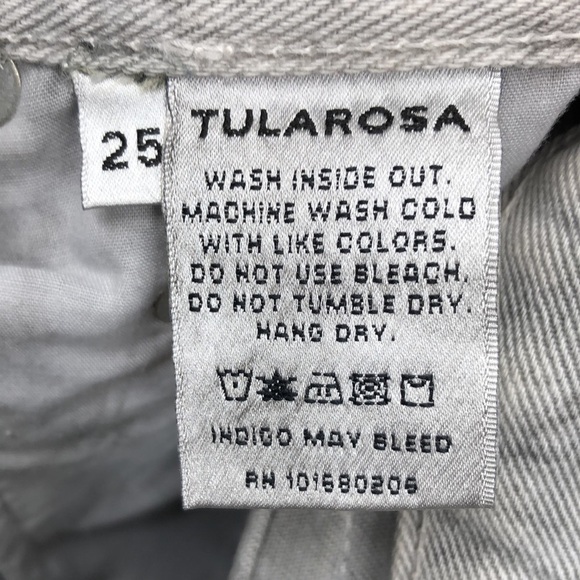 25
TULAROSA
WASH INSIDE OUT.
MACHINE WASH COLD
WITH LIKE COLORS.
DO NOT USE BLEACH.
DO NOT TUMBLE DRY.
HANG DRY.
INDIGO MAY BLEED
RN 101680206